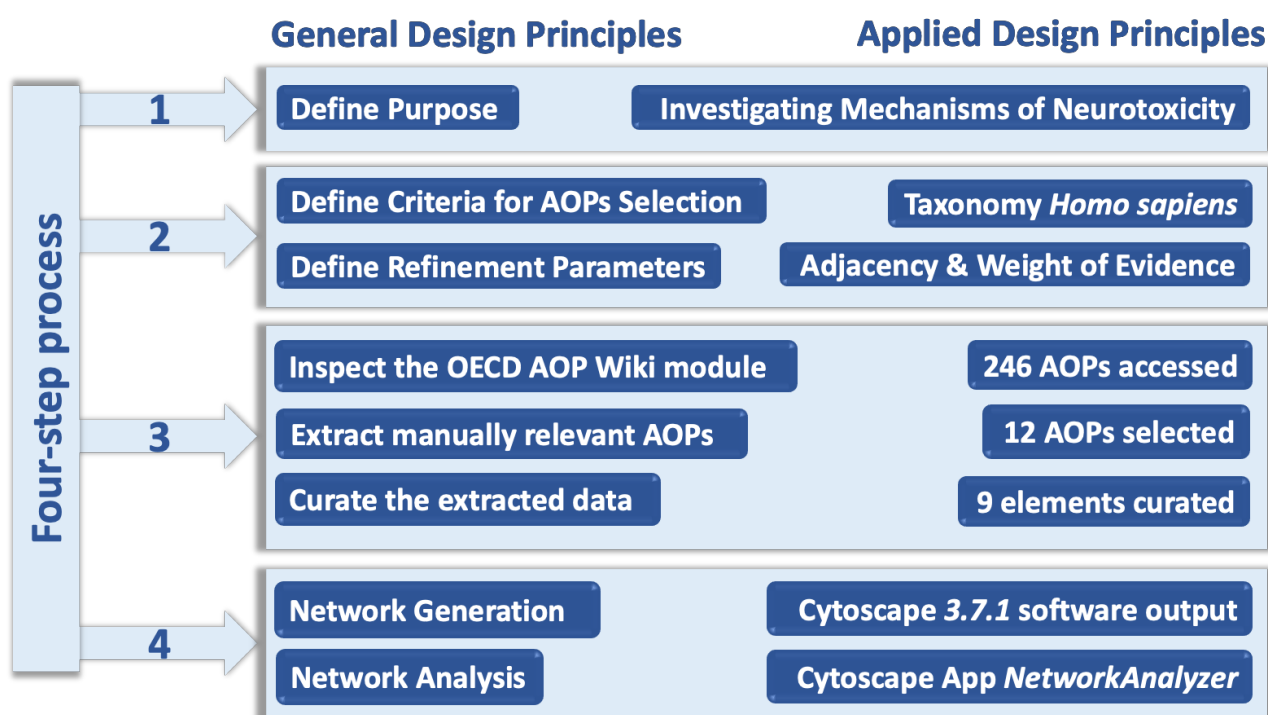 General Design Principles
Applied Design Principles
Four-step process
1
Define Purpose
Investigating Mechanisms of Neurotoxicity
2
Define Criteria for AOPs Selection
Taxonomy Homo sapiens
Define Refinement Parameters
Adjacency & Weight of Evidence
3
Inspect the OECD AOP Wiki module
246 AOPs accessed
Extract manually relevant AOPs
12 AOPs selected
Curate the extracted data
9 elements curated
4
Network Generation
Cytoscape 3.7.1 software output
Network Analysis
Cytoscape App NetworkAnalyzer